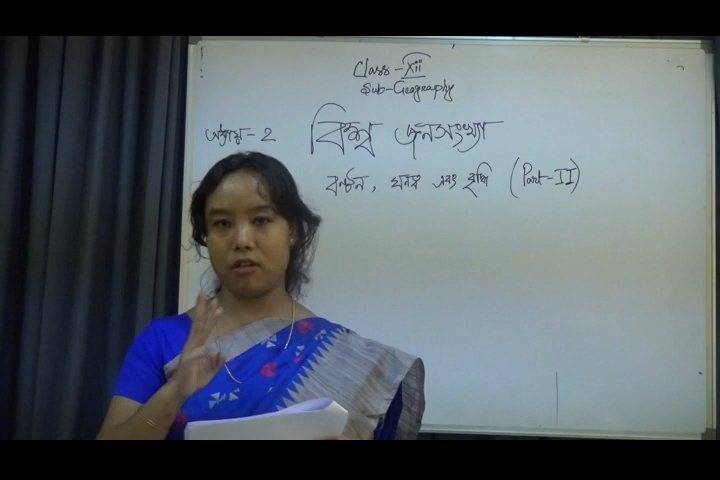 Class - XII
Sub - Geography
অধ্যায় - 2 বিশ্ব জনসংখ্যা
বণ্টন, ঘনত্ব এবং বৃদ্ধি (Part - II)